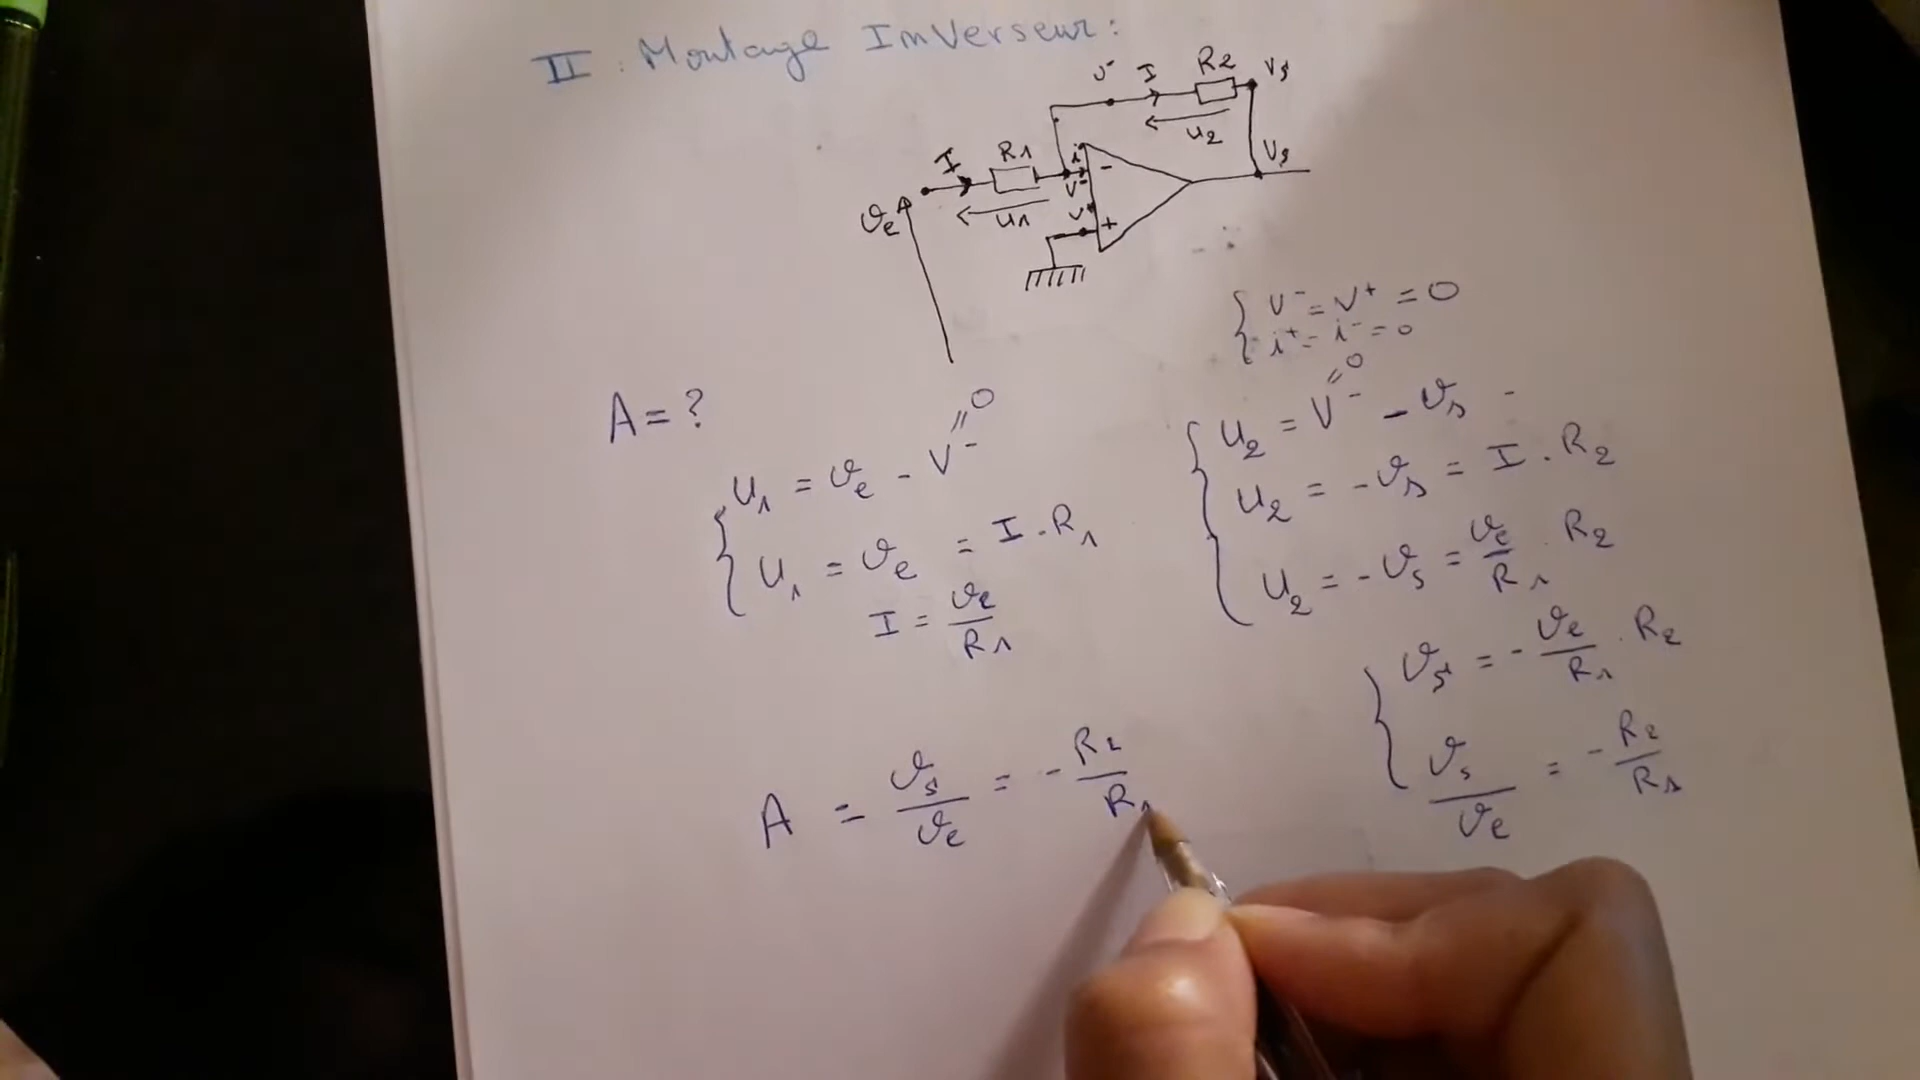 II. Montage Inverseur:
V⁻ I R2 Vs
U2
I R1 i⁻ - Vs
ve U1 V⁻
V⁺ +
{ V⁻ = V⁺ = 0
i⁺ = i⁻ = 0
A = ?
{ U1 = ve - V⁻ = 0
U1 = ve = I . R1
I = ve / R1
{ U2 = V⁻ - vs = 0
U2 = - vs = I . R2
U2 = - vs = ve / R1 . R2
{ vs = - ve / R1 . R2
vs / ve = - R2 / R1
A = vs / ve = - R2 / R1